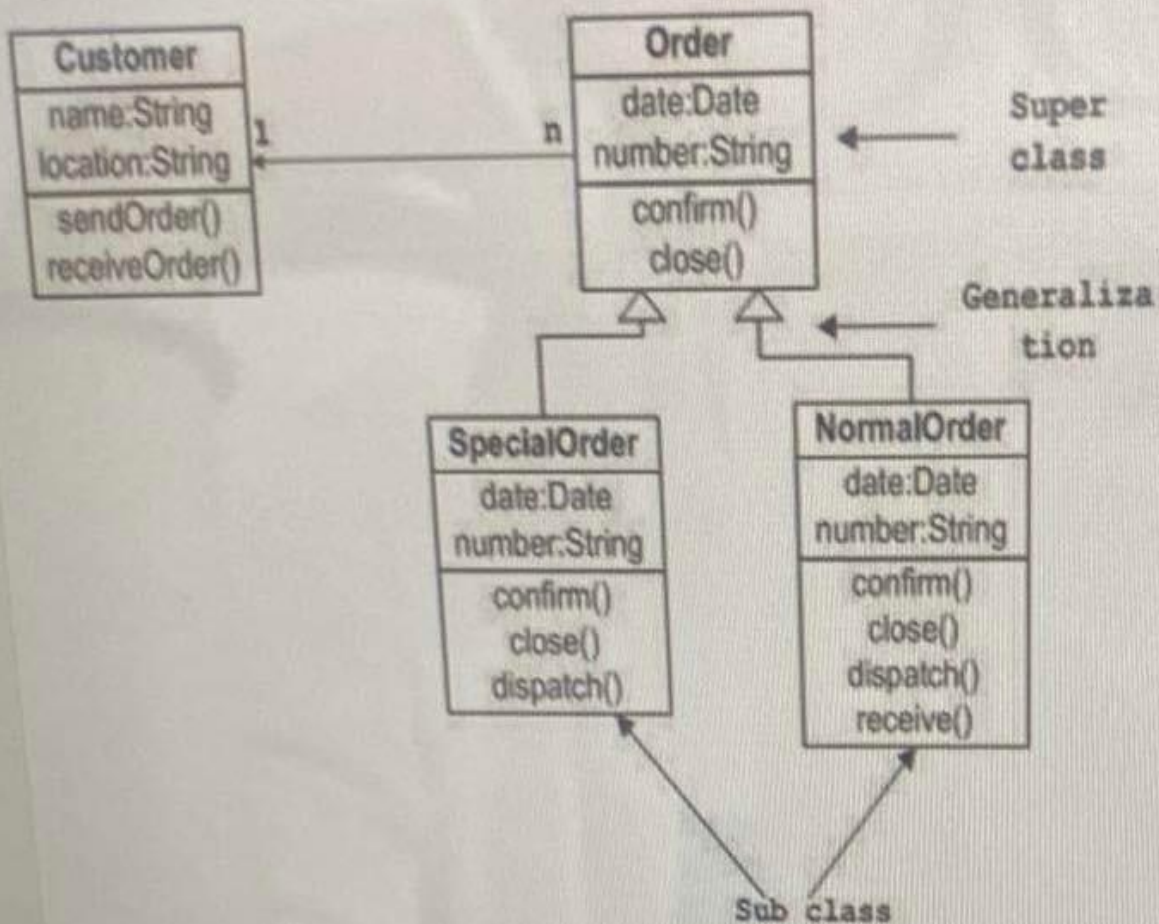 Customer
name:String
location:String
sendOrder()
receiveOrder()
1
n
Order
date:Date
number:String
confirm()
close()
Super
class
Generaliza
tion
SpecialOrder
date:Date
number:String
confirm()
close()
dispatch()
NormalOrder
date:Date
number:String
confirm()
close()
dispatch()
receive()
Sub class